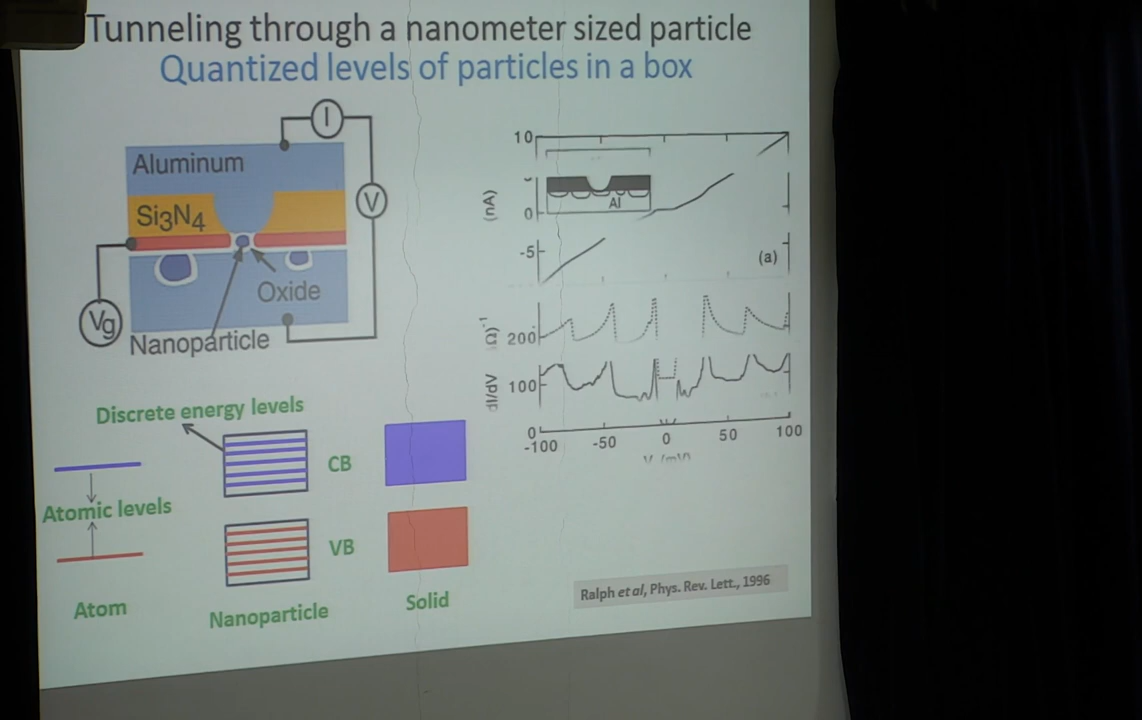 Tunneling through a nanometer sized particle
Quantized levels of particles in a box
I
Aluminum
Si3N4
V
Vg
Oxide
Nanoparticle
10
(nA)
0
-5
Al
(a)
(Ω)⁻¹
200
dI/dV
100
0
-100
-50
0
50
100
Discrete energy levels
CB
Atomic levels
VB
Atom
Nanoparticle
Solid
Ralph et al, Phys. Rev. Lett., 1996